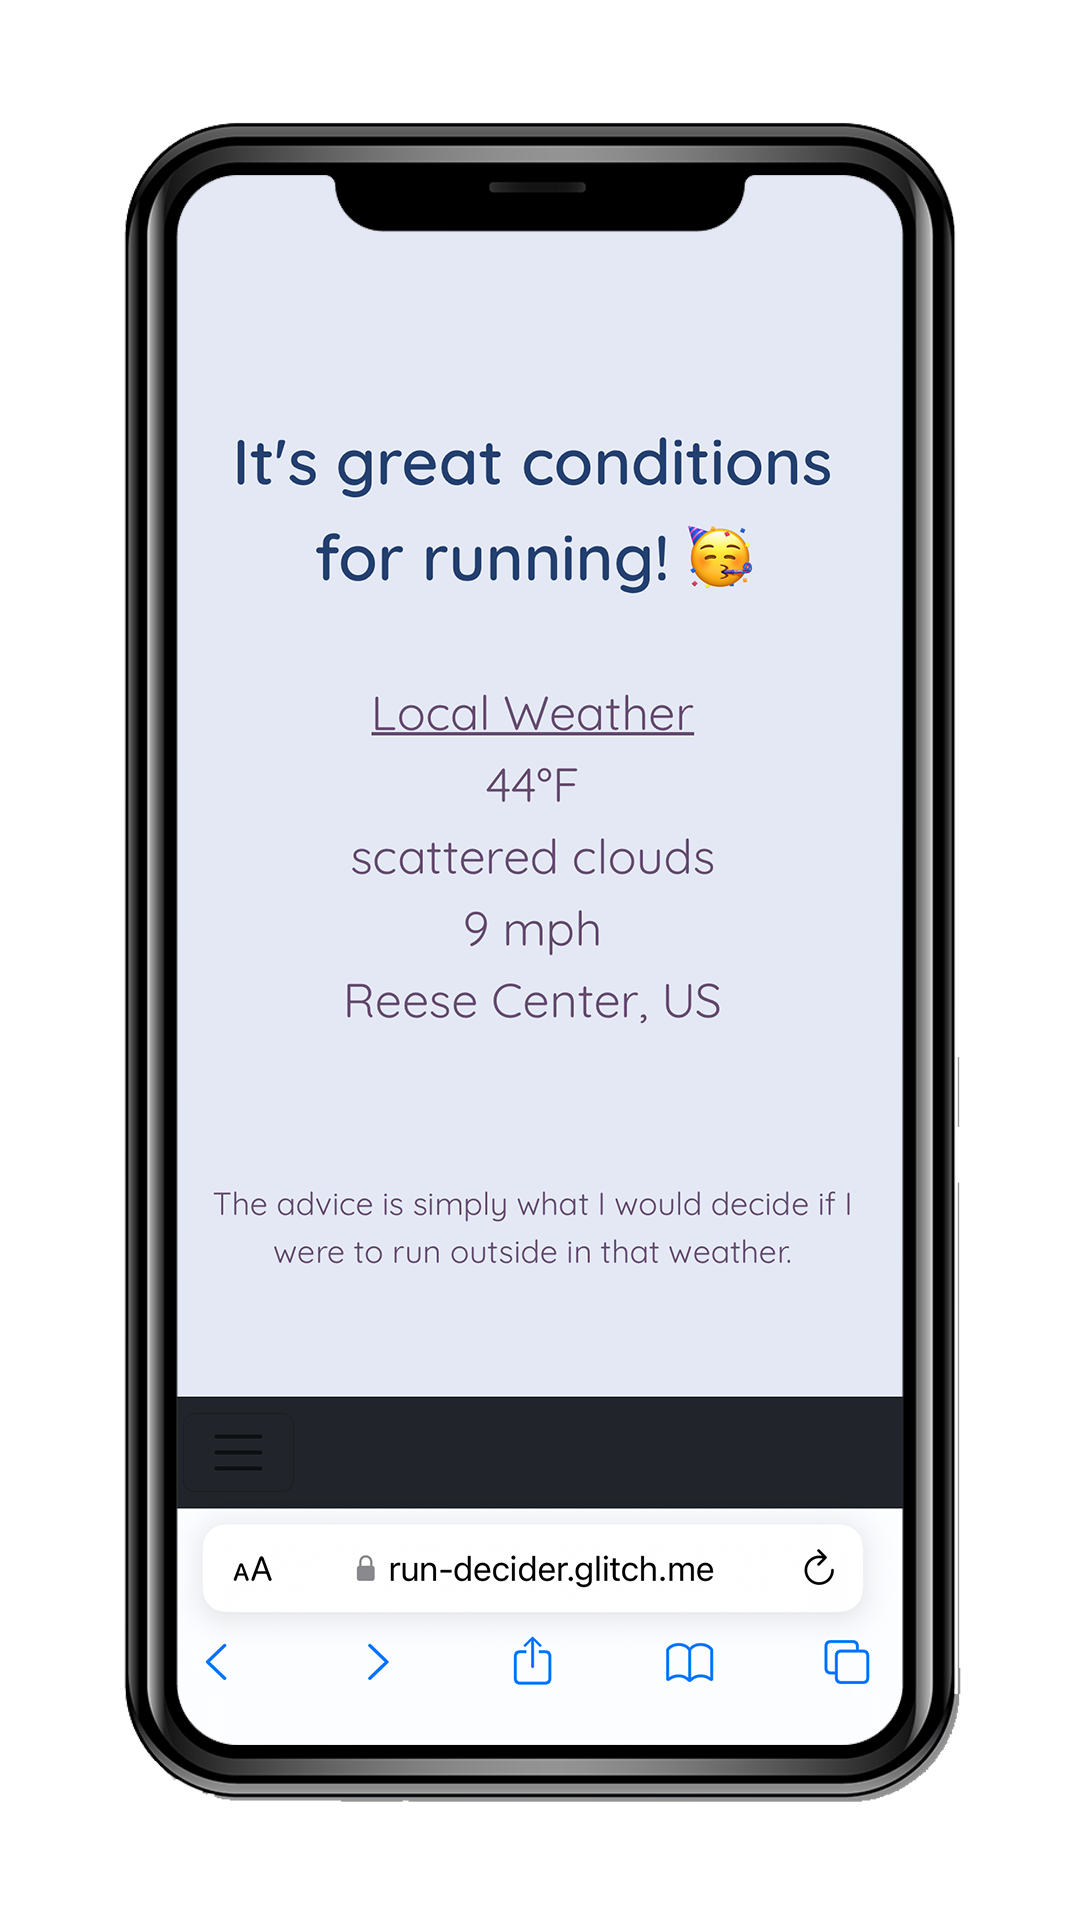 It's great conditions
for running! 🥳
Local Weather
44°F
scattered clouds
9 mph
Reese Center, US
The advice is simply what I would decide if I
were to run outside in that weather.
AA run-decider.glitch.me